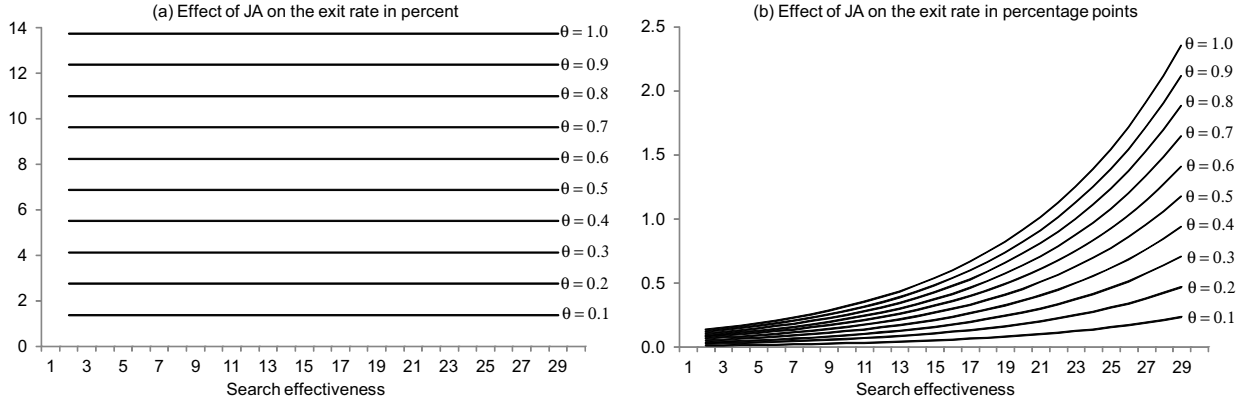 (a) Effect of JA on the exit rate in percent
14
12
10
8
6
4
2
0
θ = 1.0
θ = 0.9
θ = 0.8
θ = 0.7
θ = 0.6
θ = 0.5
θ = 0.4
θ = 0.3
θ = 0.2
θ = 0.1
1 3 5 7 9 11 13 15 17 19 21 23 25 27 29
Search effectiveness
(b) Effect of JA on the exit rate in percentage points
2.5
2.0
1.5
1.0
0.5
0.0
θ = 1.0
θ = 0.9
θ = 0.8
θ = 0.7
θ = 0.6
θ = 0.5
θ = 0.4
θ = 0.3
θ = 0.2
θ = 0.1
1 3 5 7 9 11 13 15 17 19 21 23 25 27 29
Search effectiveness